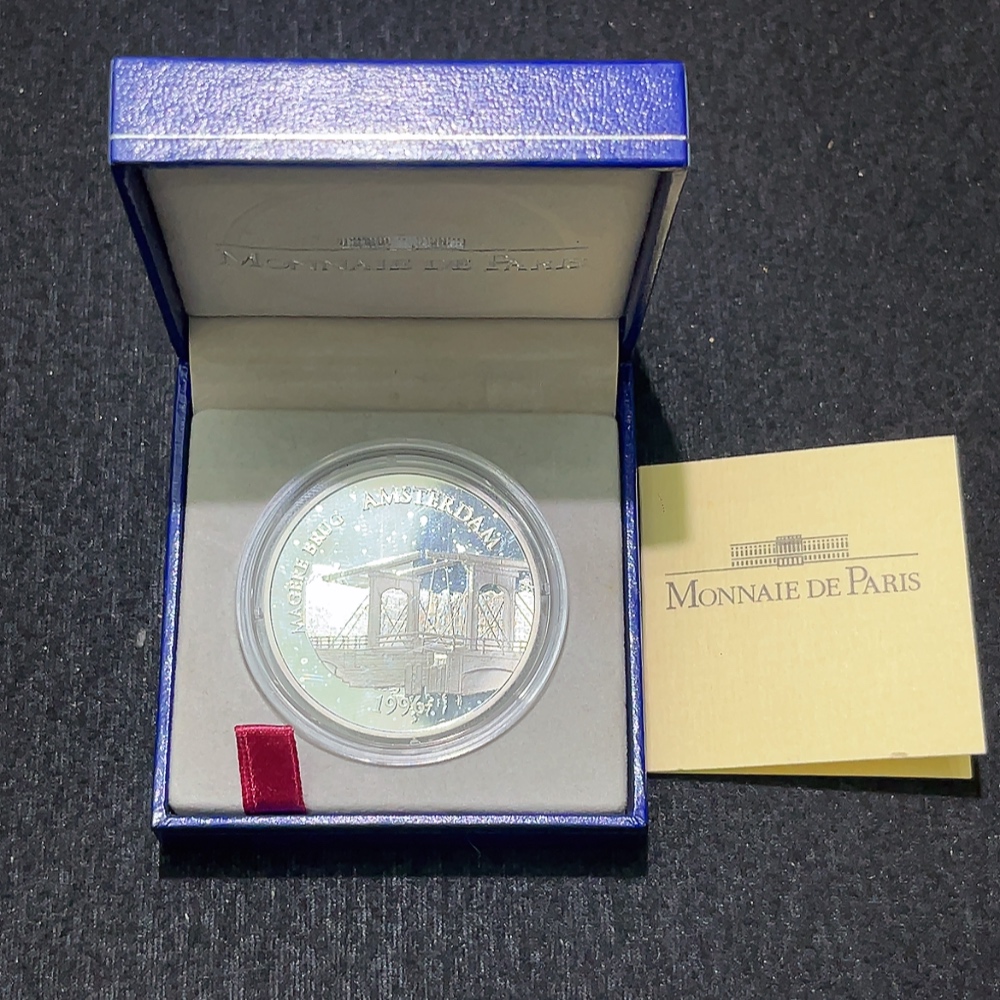 MONNAIE DE PARIS
MAGERE BRUG AMSTERDAM
1996
MONNAIE DE PARIS